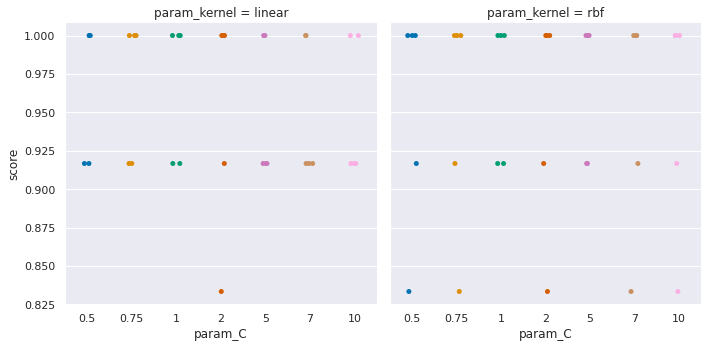 param_kernel = linear
param_kernel = rbf
1.000
0.975
0.950
0.925
0.900
0.875
0.850
0.825
score
0.5 0.75 1 2 5 7 10
0.5 0.75 1 2 5 7 10
param_C
param_C